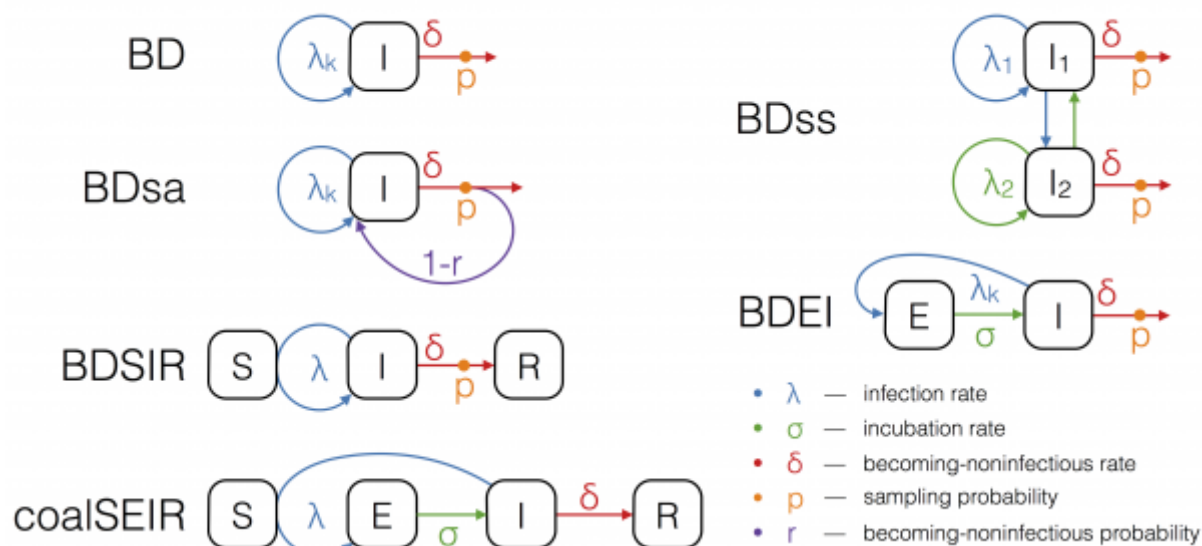 BD
λk
I
δ
p
BDsa
λk
I
δ
p
1-r
BDSIR
S
λ
I
δ
p
R
coalSEIR
S
λ
E
σ
I
δ
R
BDss
λ1
I1
δ
p
λ2
I2
δ
p
BDEI
E
λk
σ
I
δ
p
• λ — infection rate
• σ — incubation rate
• δ — becoming-noninfectious rate
• p — sampling probability
• r — becoming-noninfectious probability